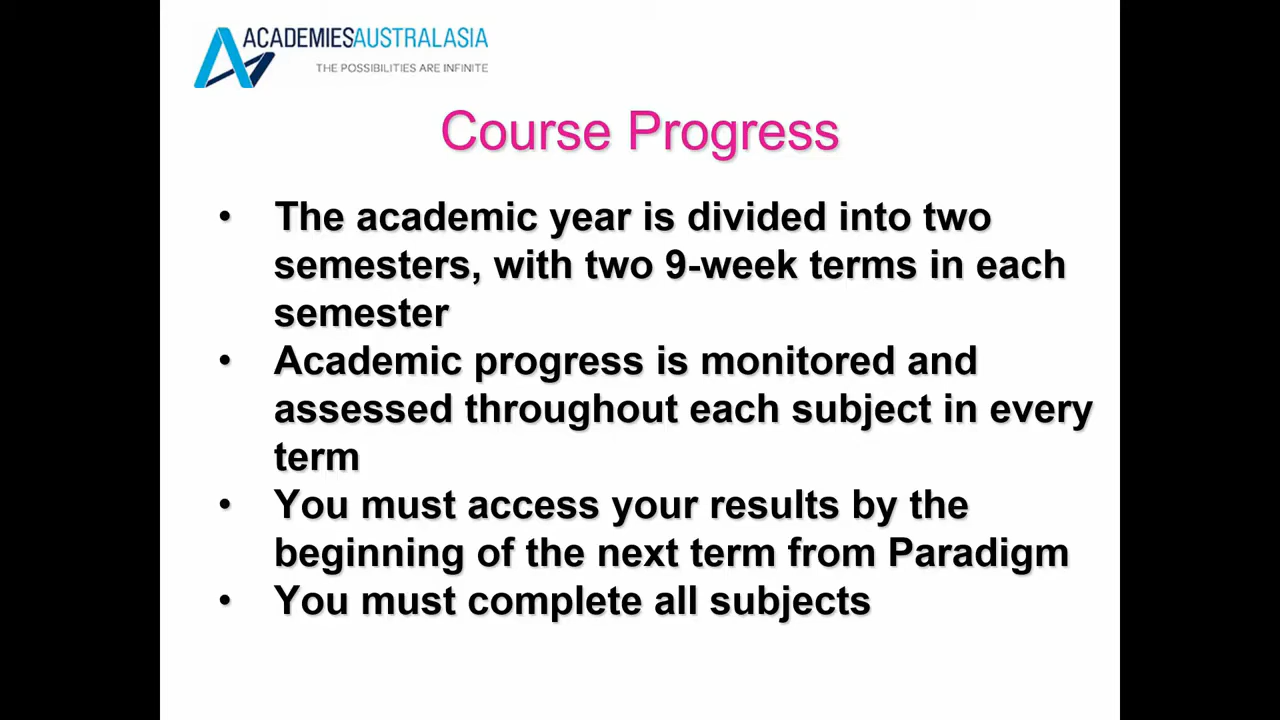 ACADEMIESAUSTRALASIA
THE POSSIBILITIES ARE INFINITE
Course Progress
• The academic year is divided into two
semesters, with two 9-week terms in each
semester
• Academic progress is monitored and
assessed throughout each subject in every
term
• You must access your results by the
beginning of the next term from Paradigm
• You must complete all subjects